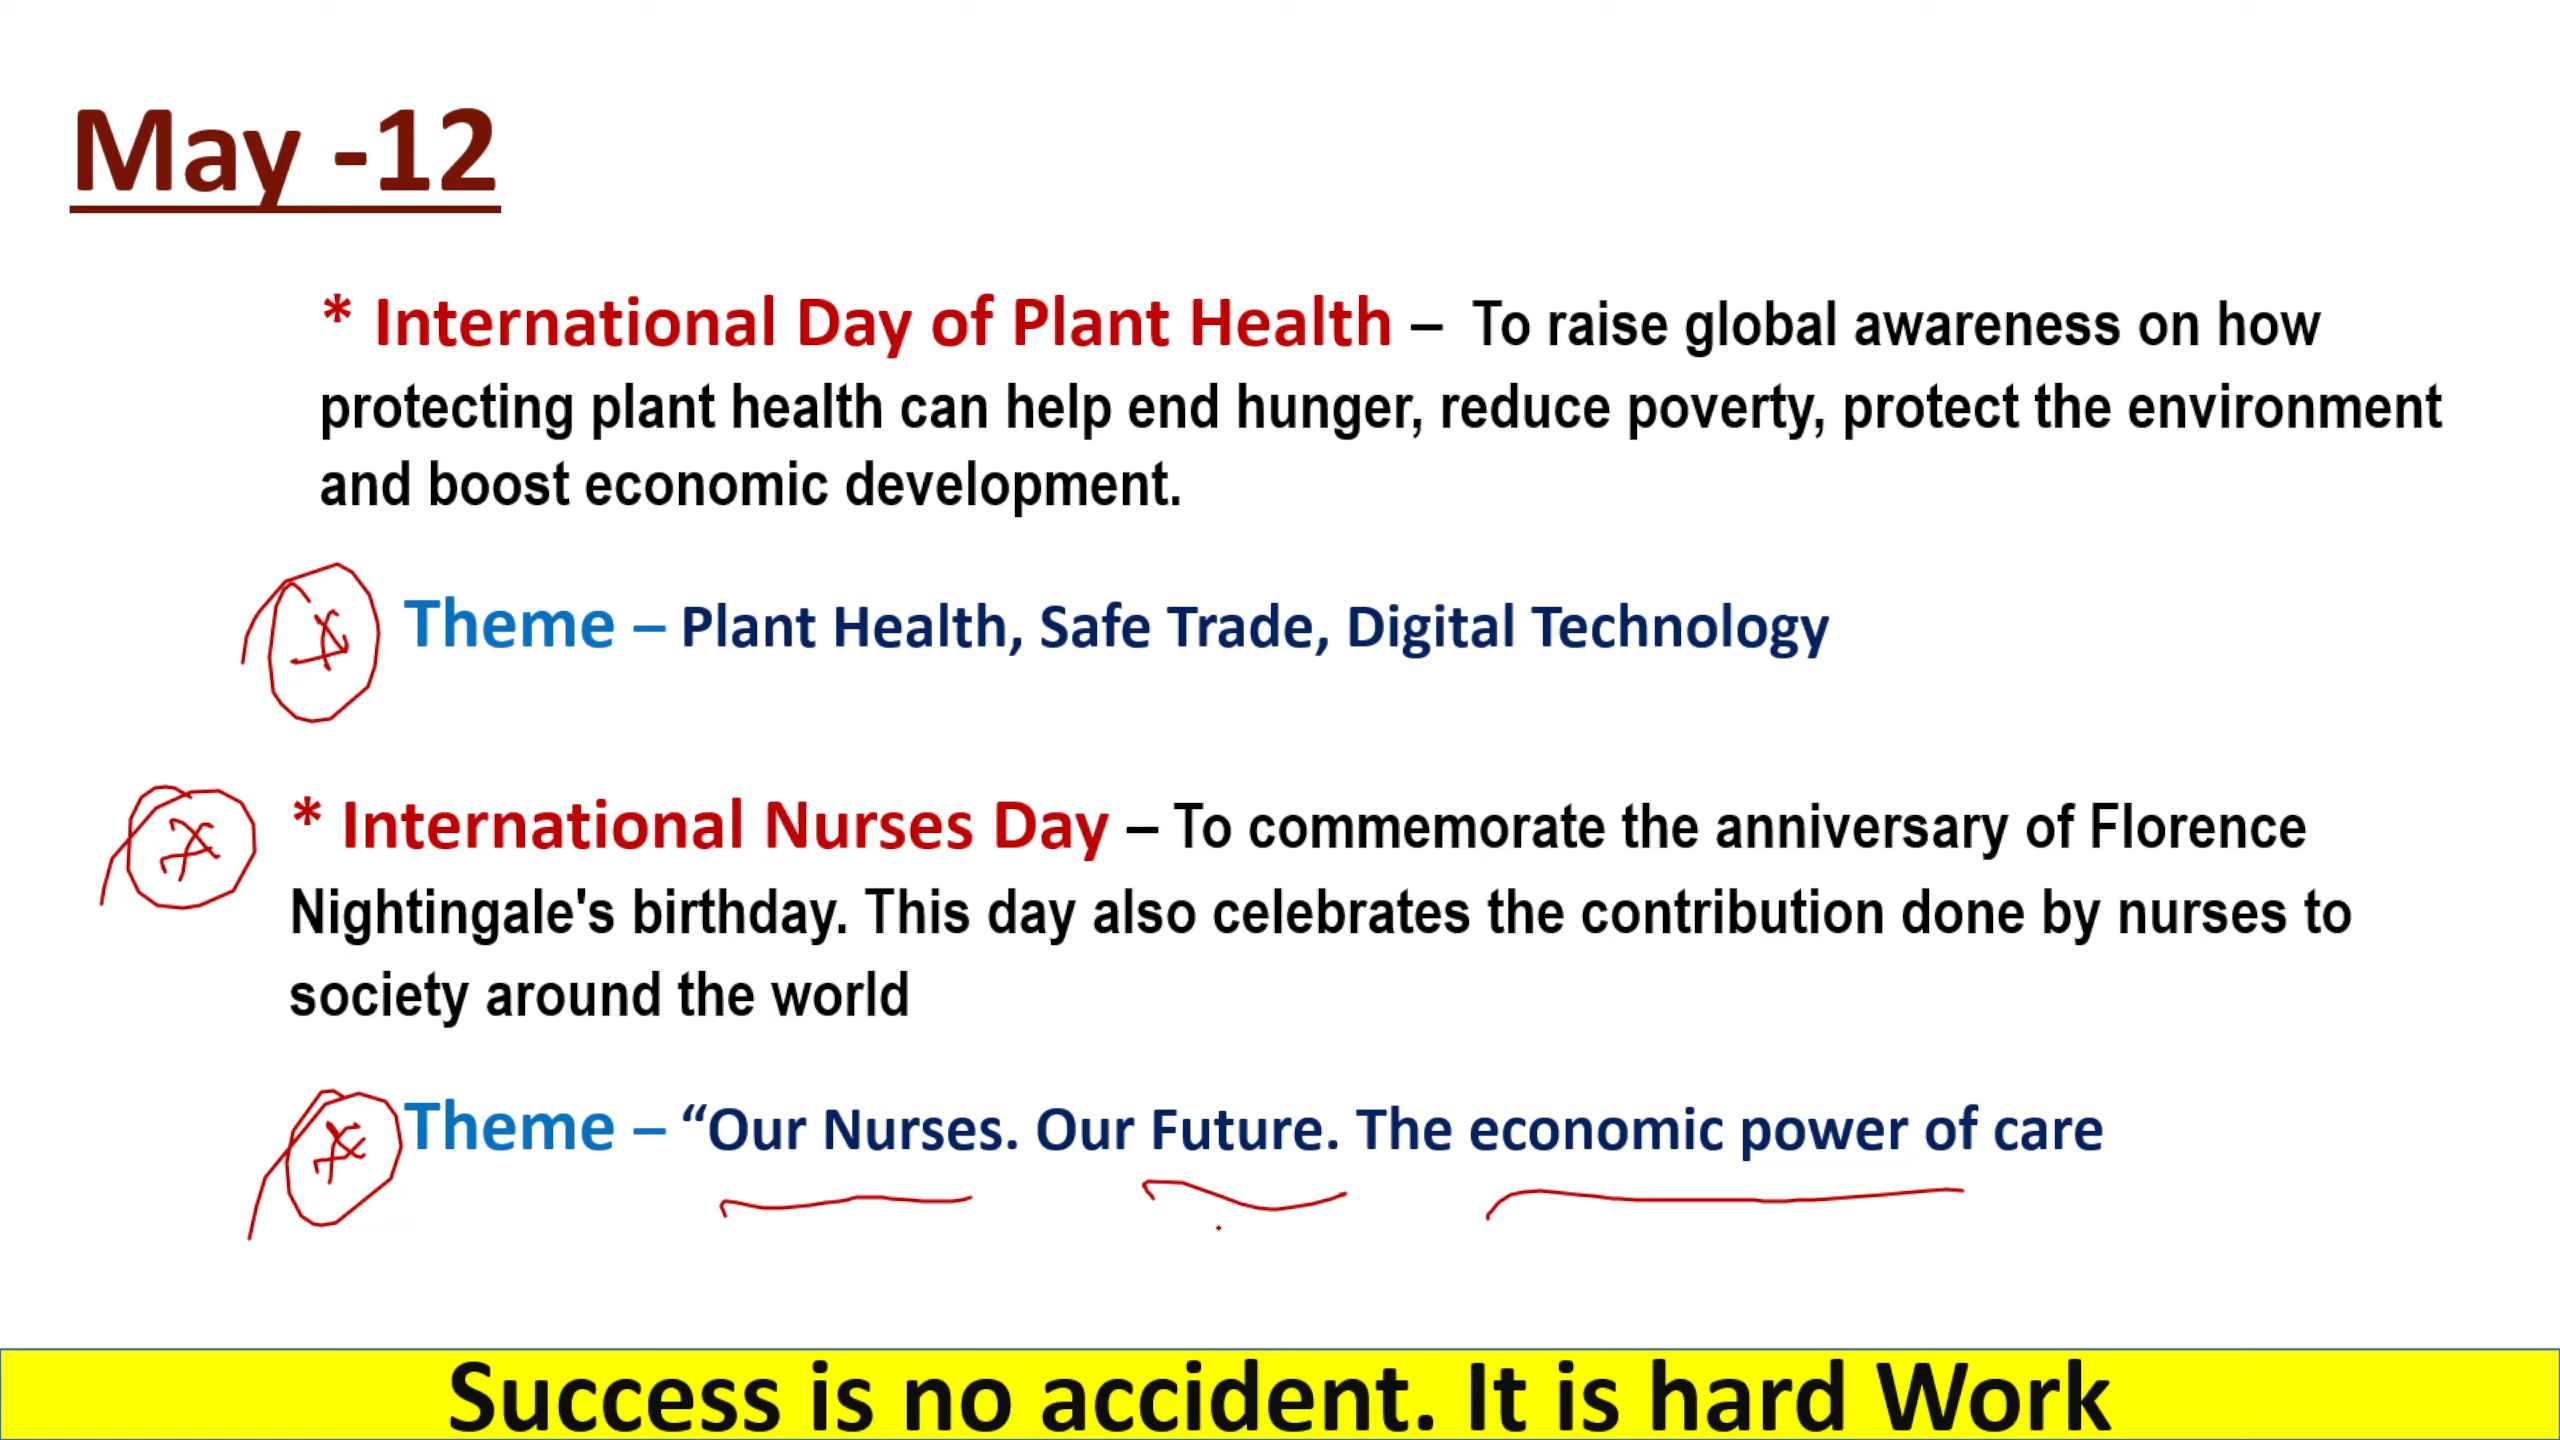 May -12
* International Day of Plant Health – To raise global awareness on how
protecting plant health can help end hunger, reduce poverty, protect the environment
and boost economic development.
Theme – Plant Health, Safe Trade, Digital Technology
* International Nurses Day – To commemorate the anniversary of Florence
Nightingale's birthday. This day also celebrates the contribution done by nurses to
society around the world
Theme – “Our Nurses. Our Future. The economic power of care
Success is no accident. It is hard Work